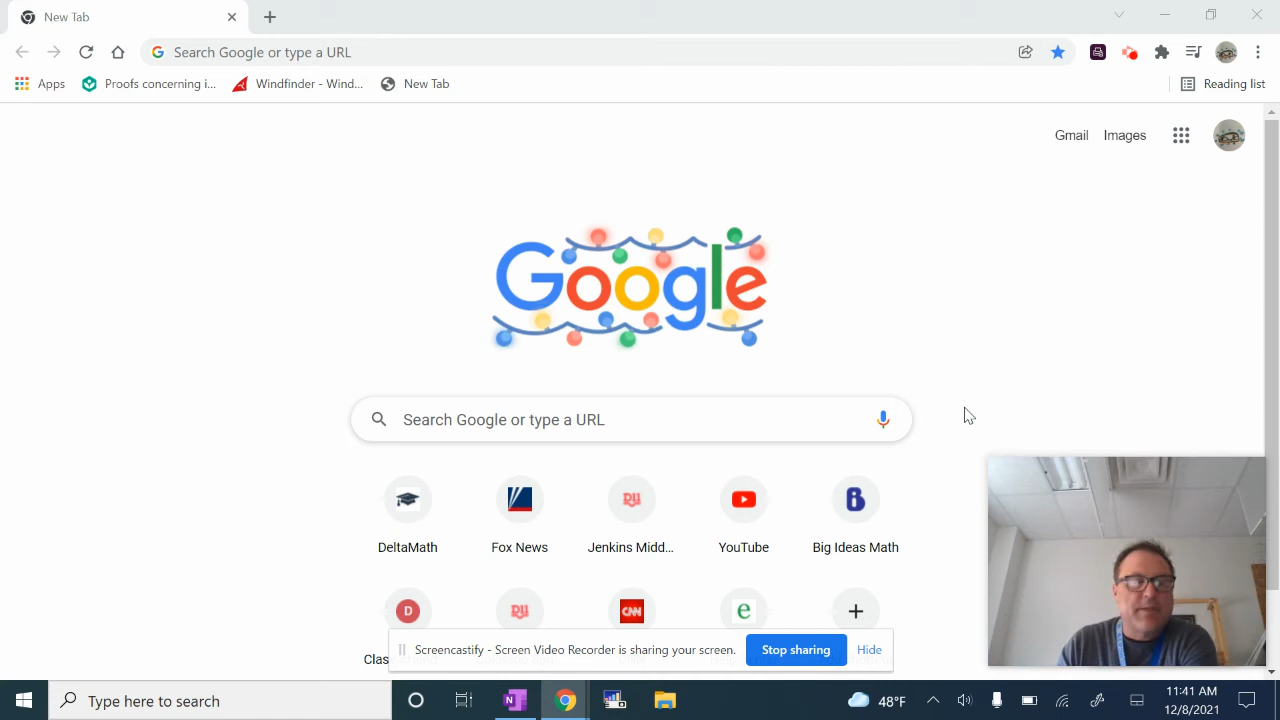 New Tab
Search Google or type a URL
Apps
Proofs concerning i...
Windfinder - Wind...
New Tab
Reading list
Gmail
Images
Google
Search Google or type a URL
DeltaMath
Fox News
Jenkins Midd...
YouTube
Big Ideas Math
D
CNN
e
Screencastify - Screen Video Recorder is sharing your screen.
Stop sharing
Hide
Clas
Type here to search
48°F
11:41 AM
12/8/2021